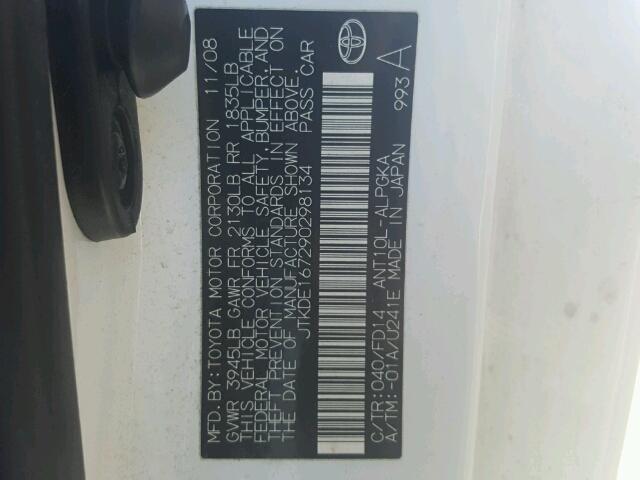 MFD. BY: TOYOTA MOTOR CORPORATION 11/08
GVWR 3945LB GAWR FR 2130LB RR 1835LB
THIS VEHICLE CONFORMS TO ALL APPLICABLE
FEDERAL MOTOR VEHICLE SAFETY, BUMPER, AND
THEFT PREVENTION STANDARDS IN EFFECT ON
THE DATE OF MANUFACTURE SHOWN ABOVE.
JTKDE167290298134 PASS CAR
C/TR: 040/FD14 ANT10L-ALPGKA
A/TM: -01A/U241E MADE IN JAPAN 993 A